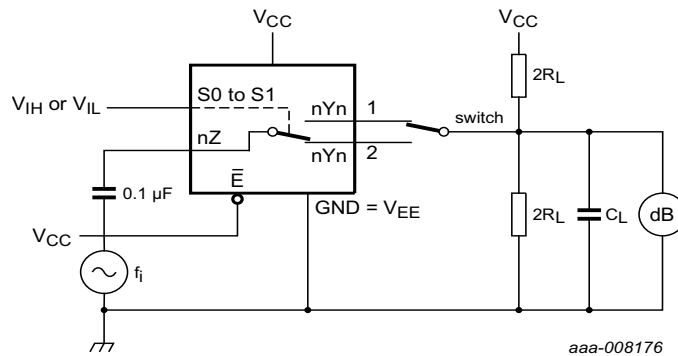 VCC
VCC
VIH or VIL
S0 to S1
nYn
1
switch
2RL
nZ
nYn
2
0.1 µF
E̅
GND = VEE
2RL
CL
dB
VCC
fi
aaa-008176